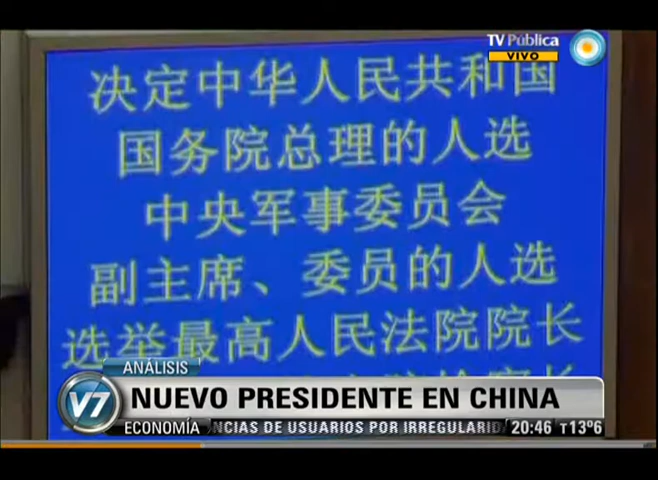 TV Pública
VIVO
决定中华人民共和国
国务院总理的人选
中央军事委员会
副主席、委员的人选
选举最高人民法院院长
ANÁLISIS
V7
NUEVO PRESIDENTE EN CHINA
ECONOMÍA
NCIAS DE USUARIOS POR IRREGULARID
20:46 T13°6